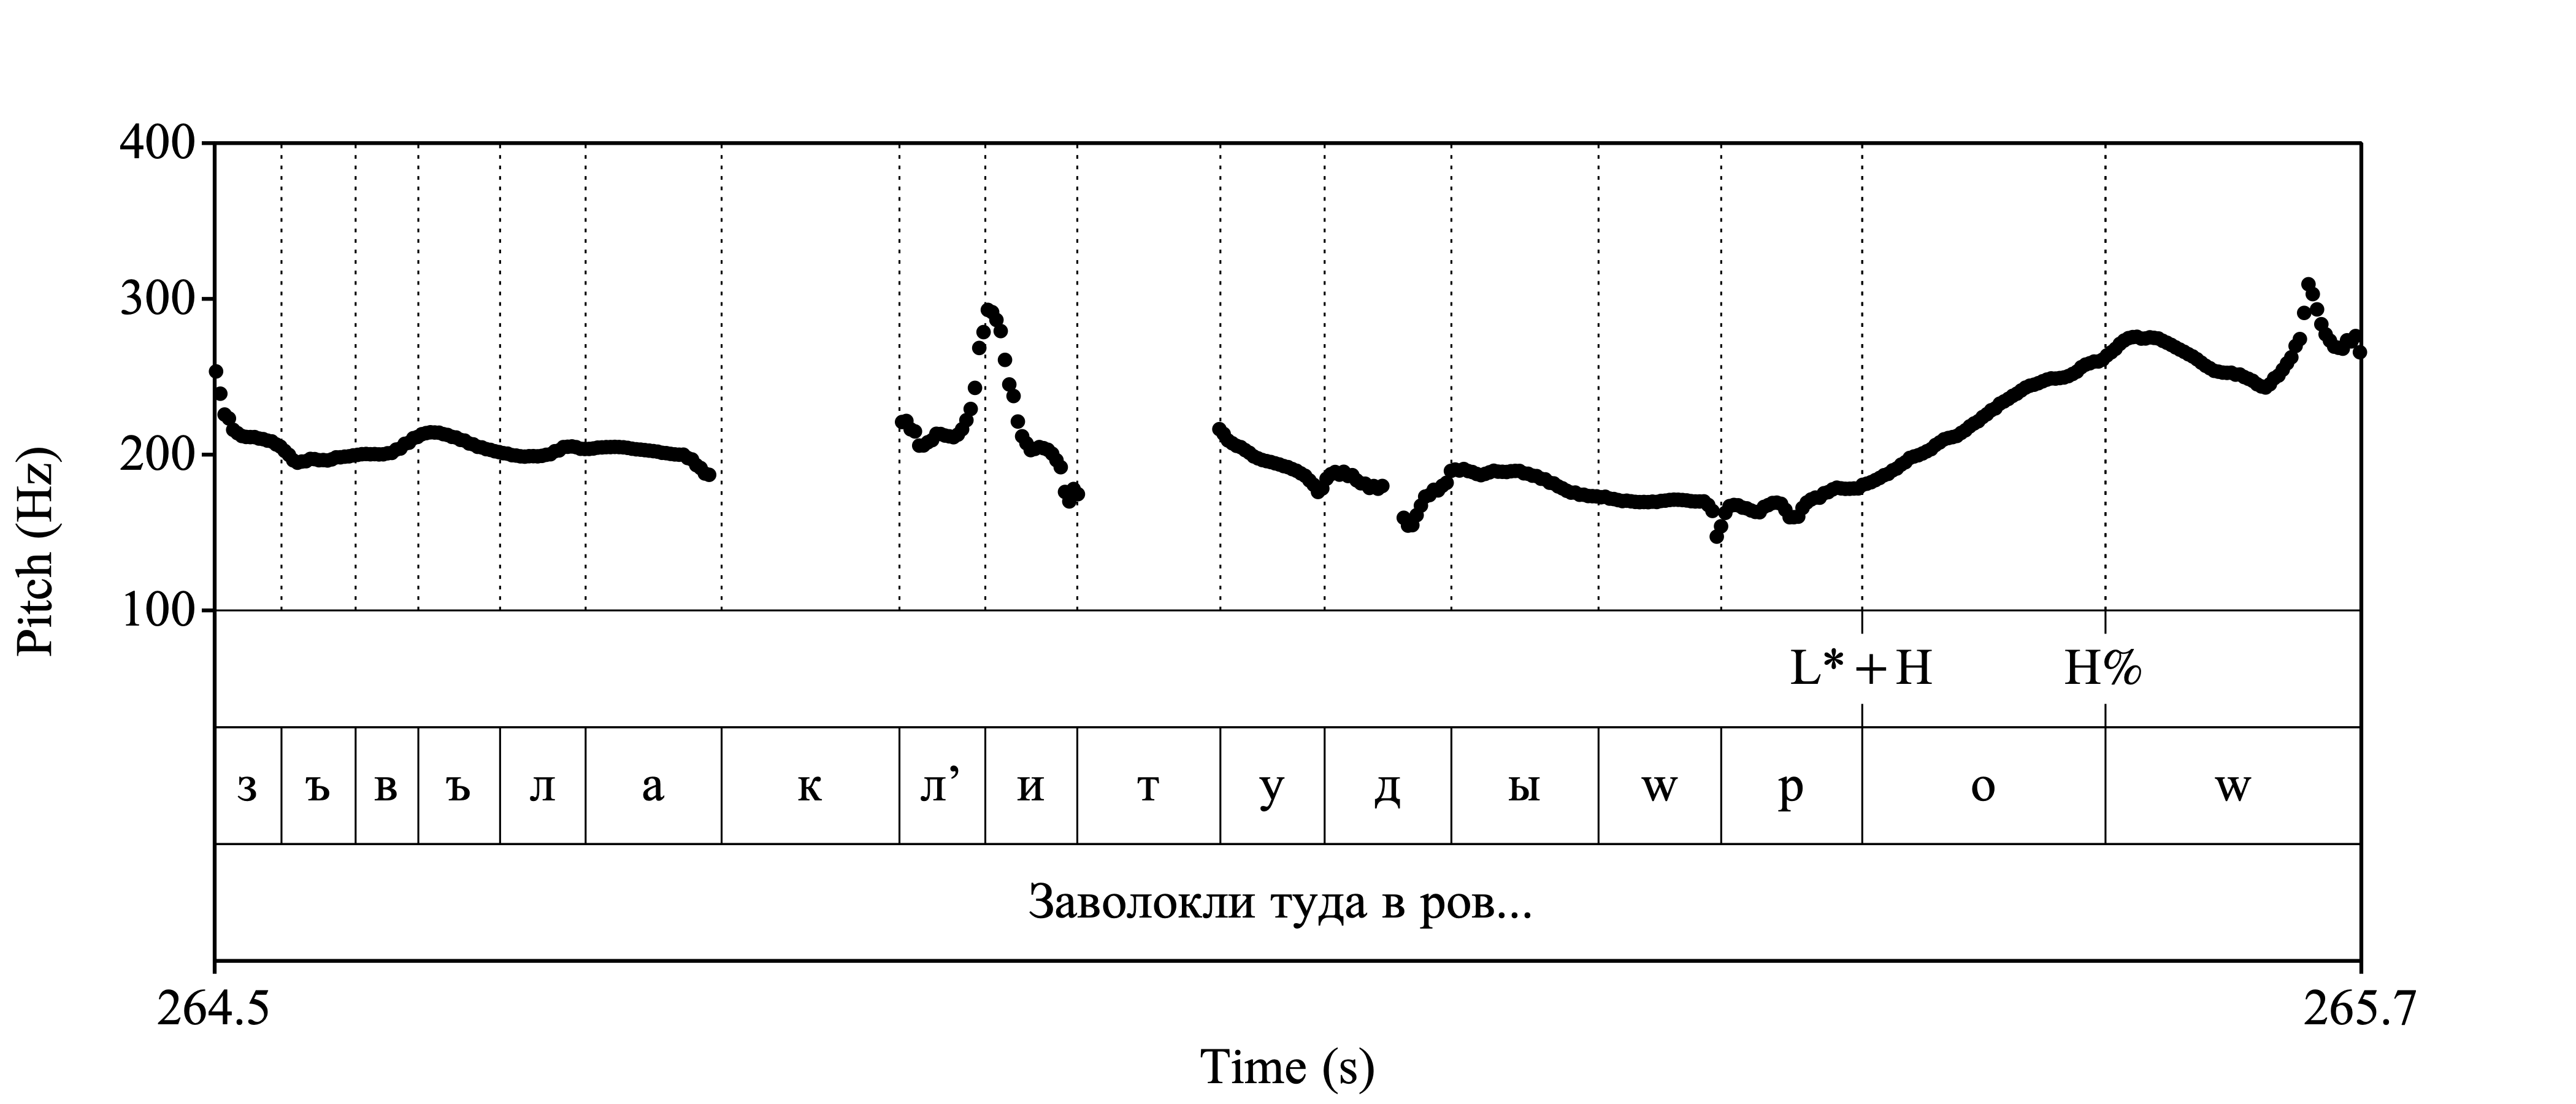 400
300
200
100
Pitch (Hz)
L* + H H%
з ъ в ъ л а к л’ и т у д ы w р о w
Заволокли туда в ров...
264.5 265.7
Time (s)